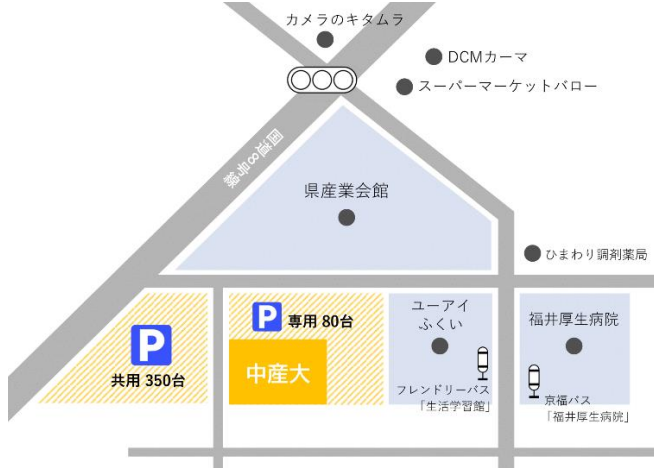 カメラのキタムラ
DCMカーマ
スーパーマーケットバロー
国道8号線
県産業会館
ひまわり調剤薬局
P
共用 350台
P 専用 80台
中産大
ユーアイ
ふくい
フレンドリーバス
「生活学習館」
福井厚生病院
京福バス
「福井厚生病院」